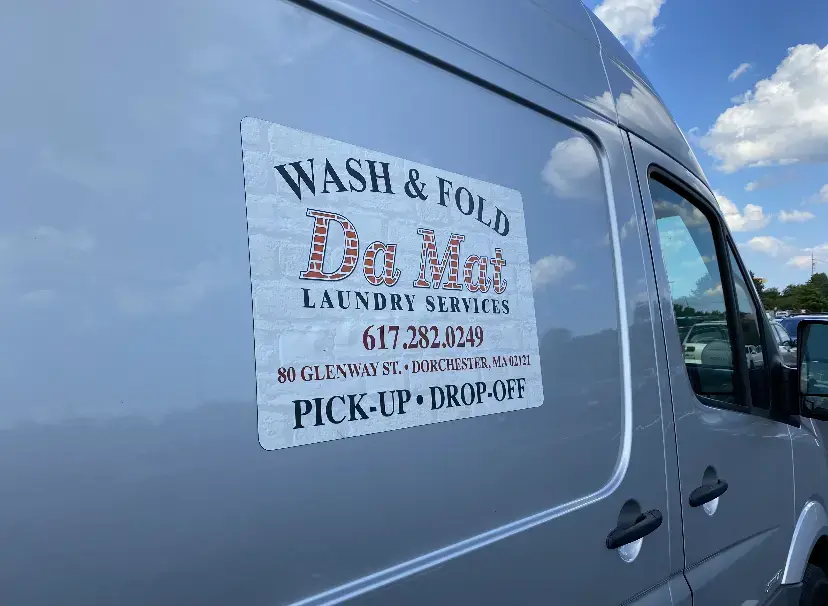 WASH & FOLD
Da Mat
LAUNDRY SERVICES
617.282.0249
80 GLENWAY ST. • DORCHESTER, MA 02121
PICK-UP • DROP-OFF